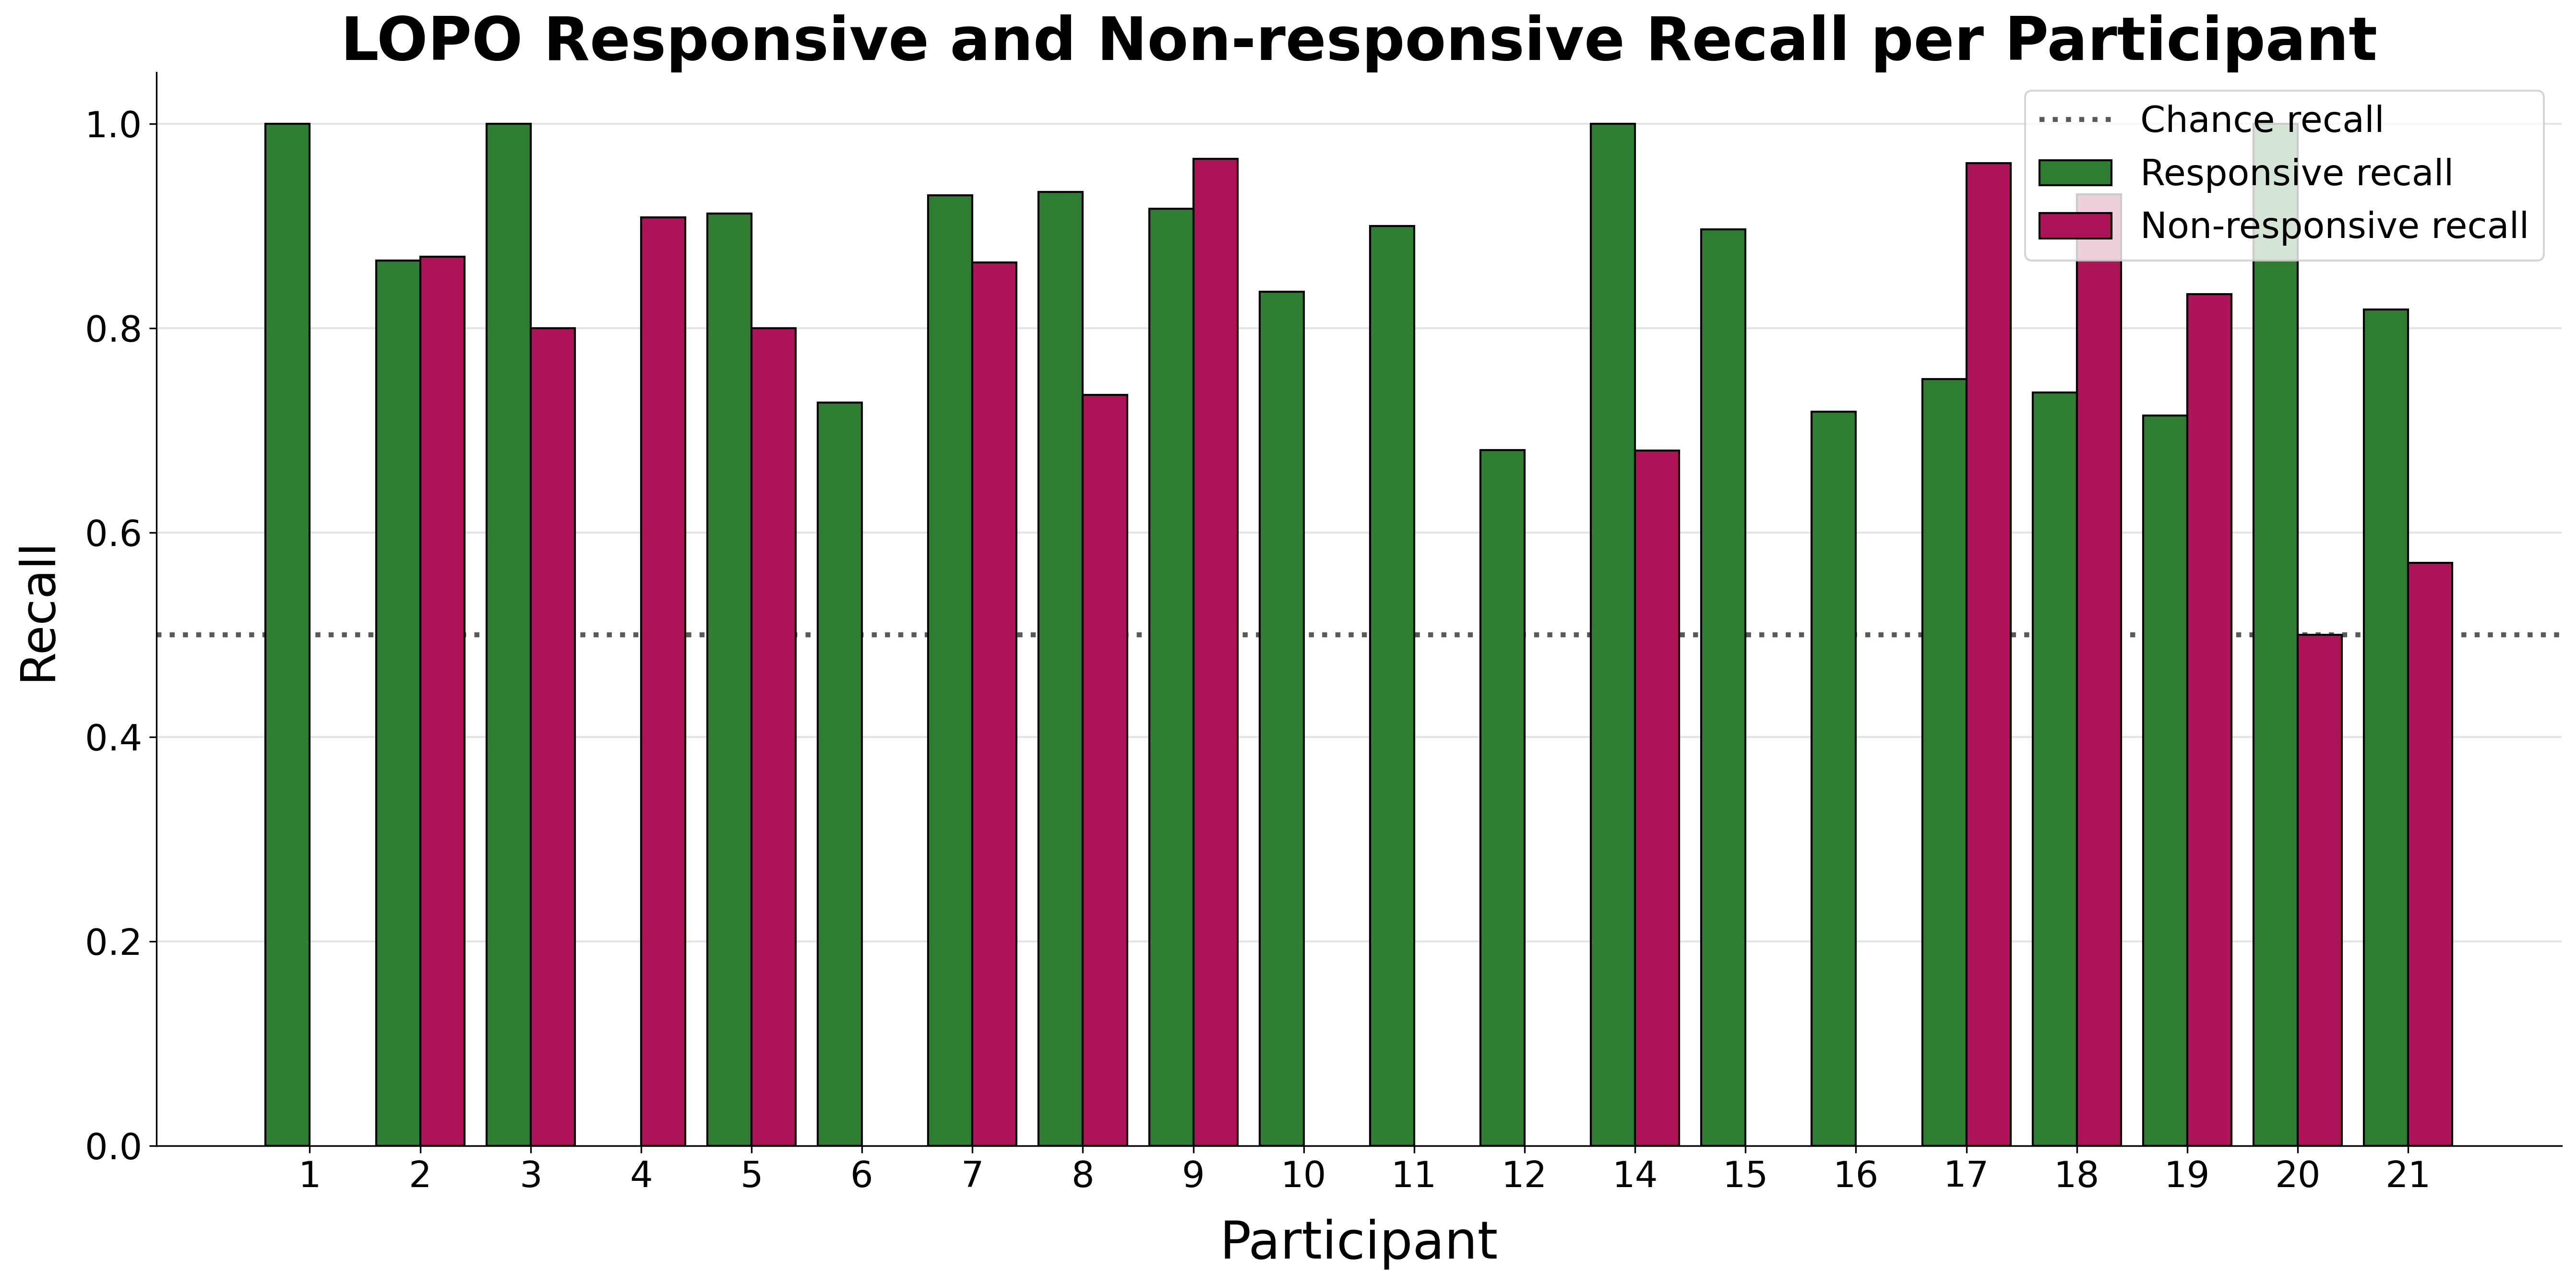 LOPO Responsive and Non-responsive Recall per Participant
Chance recall
Responsive recall
Non-responsive recall
1.0
0.8
0.6
0.4
0.2
0.0
Recall
1 2 3 4 5 6 7 8 9 10 11 12 14 15 16 17 18 19 20 21
Participant